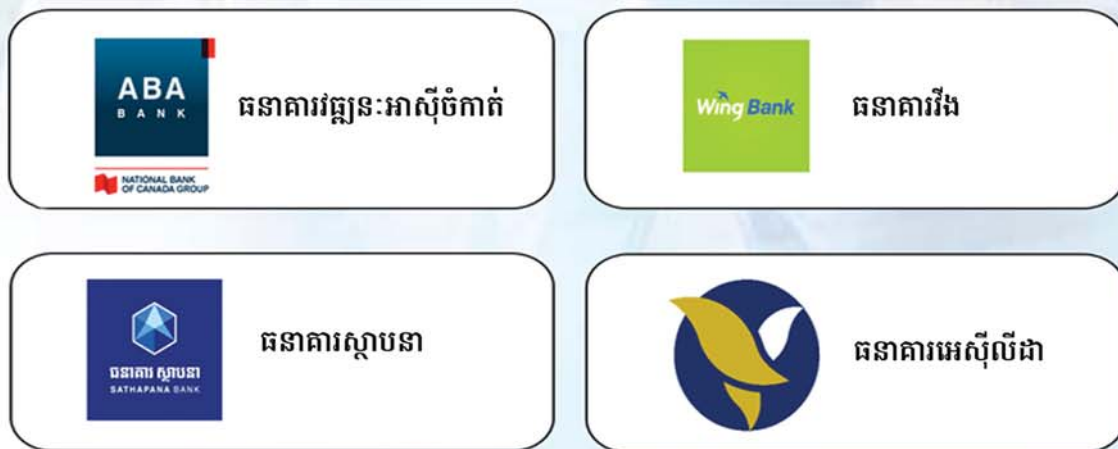 ABA
BANK
NATIONAL BANK
OF CANADA GROUP
ធនាគារវឌ្ឍនៈអាស៊ីចំកាត់
Wing Bank
ធនាគារវីង
ធនាគារ ស្ថាបនា
SATHAPANA BANK
ធនាគារស្ថាបនា
ធនាគារអេស៊ីលីដា